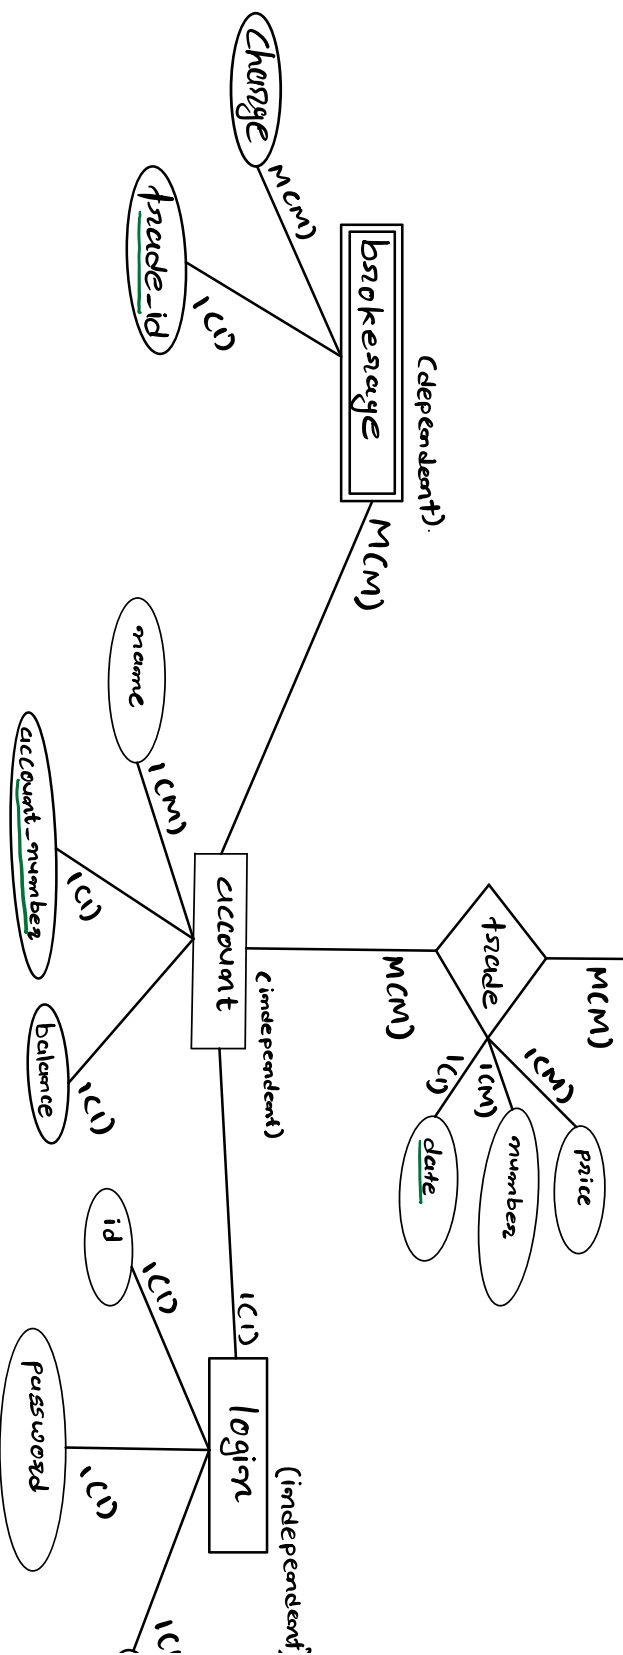 Charge
M(M)
trade_id
1(1)
brokerage
(dependent).
M(M)
name
1(M)
account_number
1(1)
balance
1(1)
account
(independent)
M(M)
trade
M(M)
1(M)
price
1(M)
number
1(1)
date
1(1)
login
(independent)
id
1(1)
password
1(1)